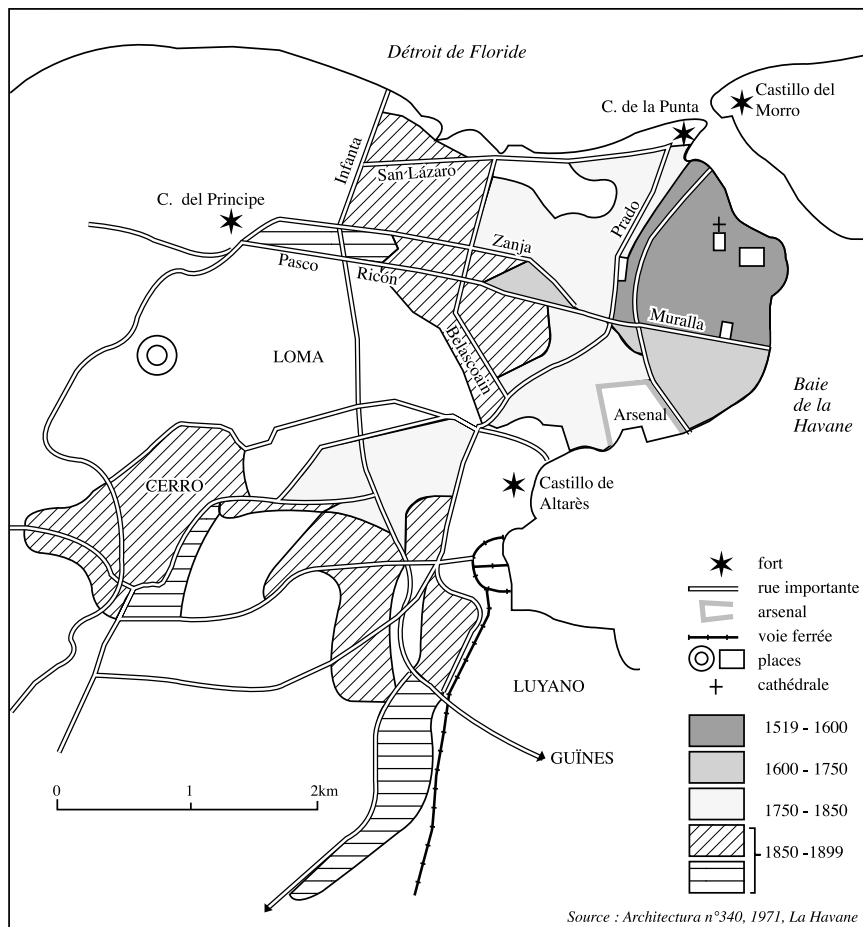 Détroit de Floride
Castillo del
Morro
C. de la Punta
Infanta
San Lázaro
C. del Principe
Prado
Zanja
Pasco
Ricón
Muralla
Belascoain
LOMA
Arsenal
Baie
de la
Havane
CERRO
Castillo de
Altarès
LUYANO
GUÏNES
0 1 2km
fort
rue importante
arsenal
voie ferrée
places
cathédrale
1519 - 1600
1600 - 1750
1750 - 1850
1850 -1899
Source : Architectura n°340, 1971, La Havane